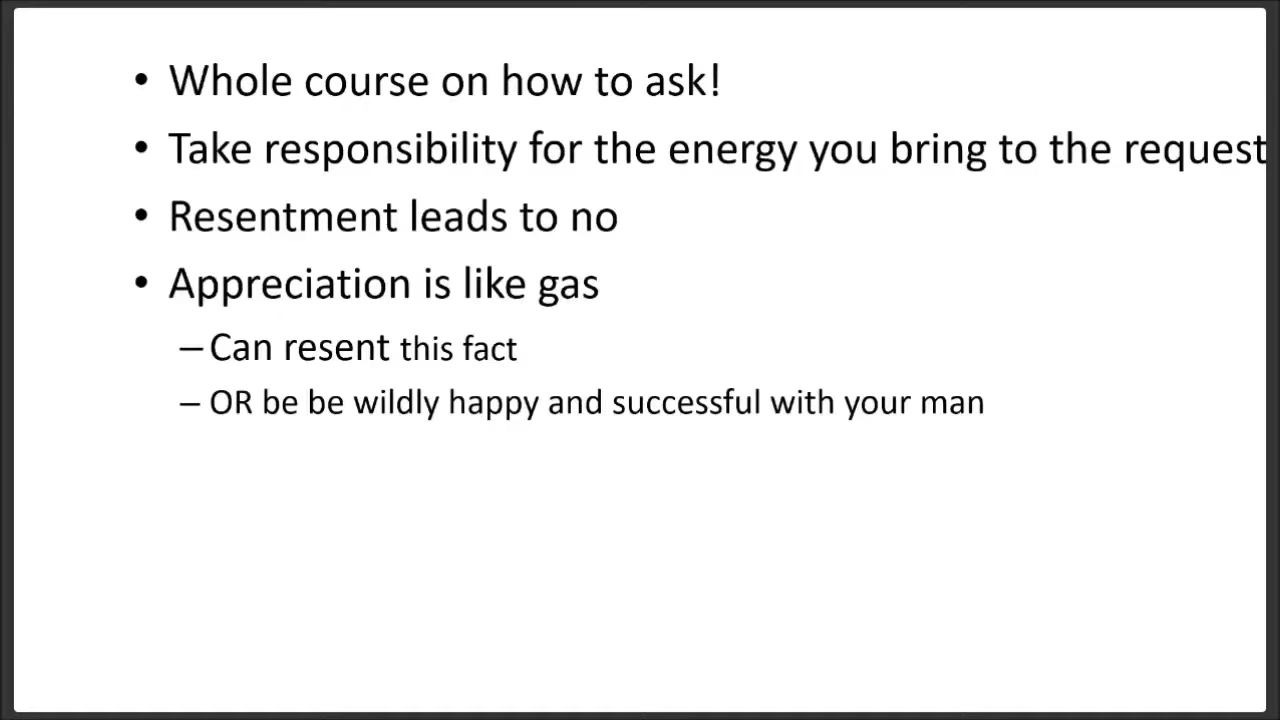 • Whole course on how to ask!
• Take responsibility for the energy you bring to the request
• Resentment leads to no
• Appreciation is like gas
– Can resent this fact
– OR be be wildly happy and successful with your man